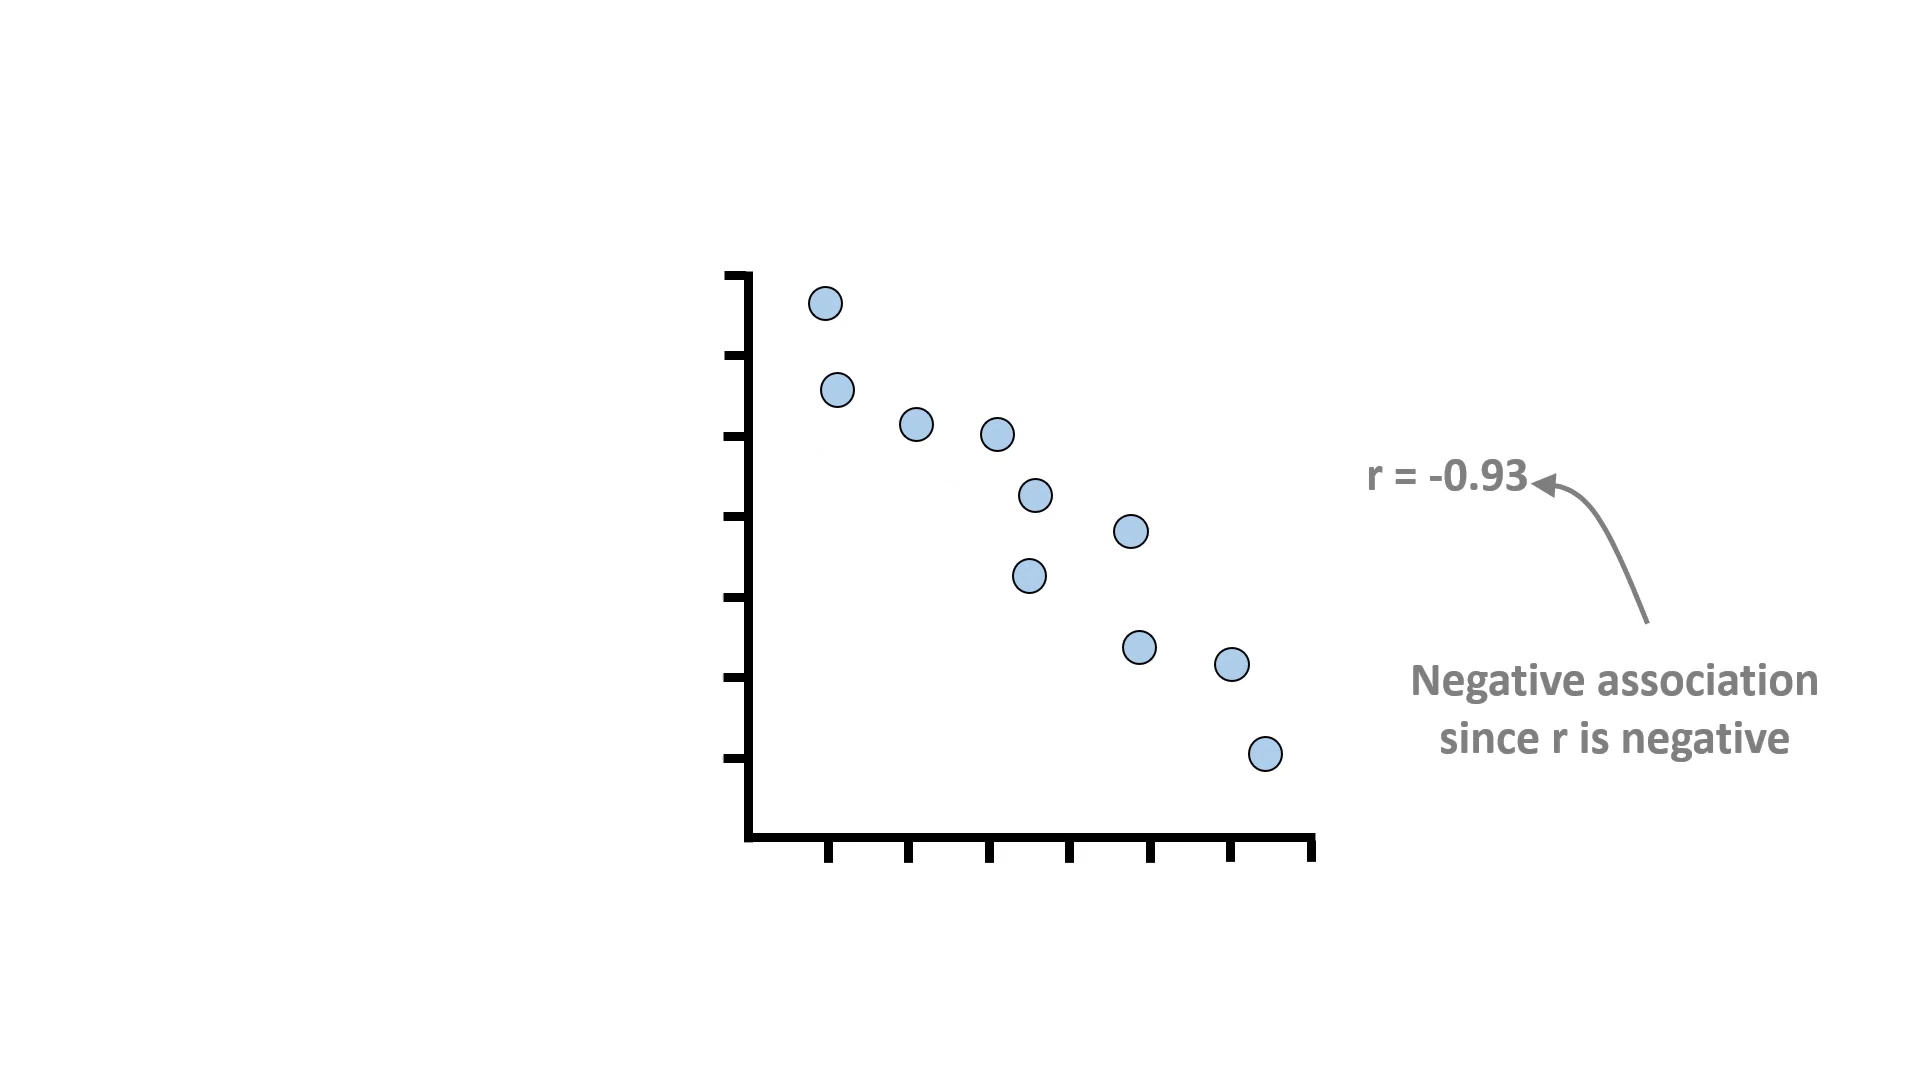 r = -0.93
Negative association
since r is negative